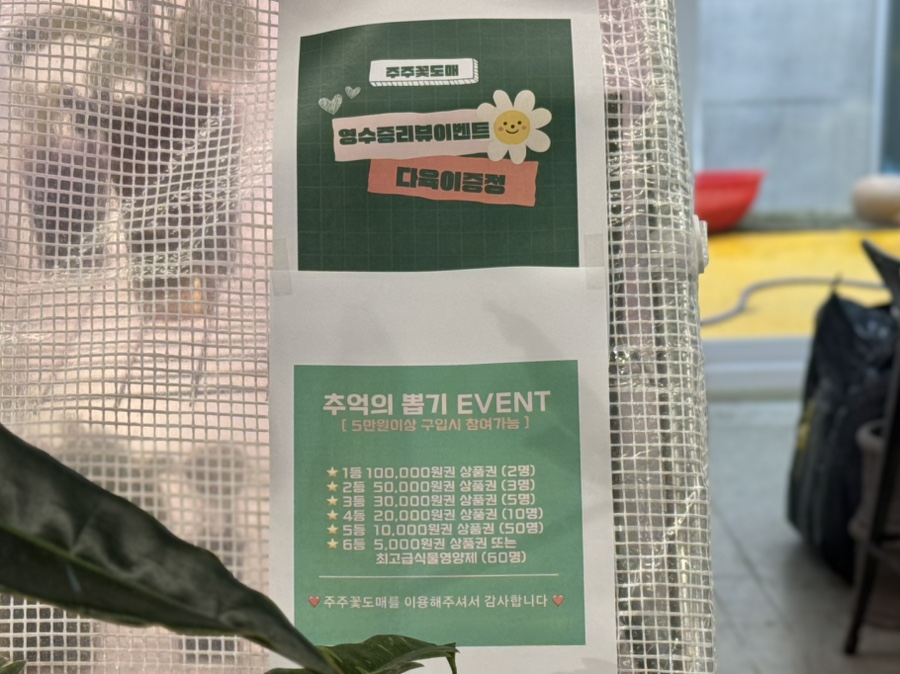 주주꽃도매
영수증리뷰이벤트
다육이증정
추억의 뽑기 EVENT
[ 5만원이상 구입시 참여가능 ]
1등 100,000원권 상품권 (2명)
2등 50,000원권 상품권 (3명)
3등 30,000원권 상품권 (5명)
4등 20,000원권 상품권 (10명)
5등 10,000원권 상품권 (50명)
6등 5,000원권 상품권 또는
최고급식물영양제 (60명)
주주꽃도매를 이용해주셔서 감사합니다